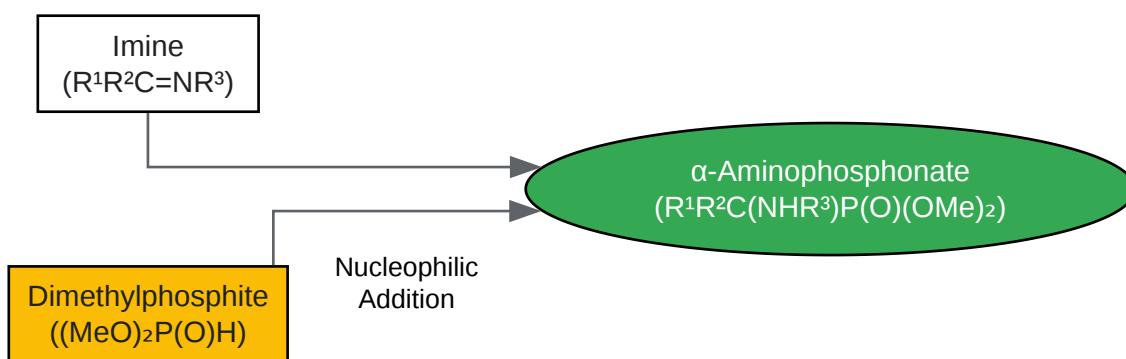 Imine
(R¹R²C=NR³)
α-Aminophosphonate
(R¹R²C(NHR³)P(O)(OMe)₂)
Nucleophilic
Addition
Dimethylphosphite
((MeO)₂P(O)H)